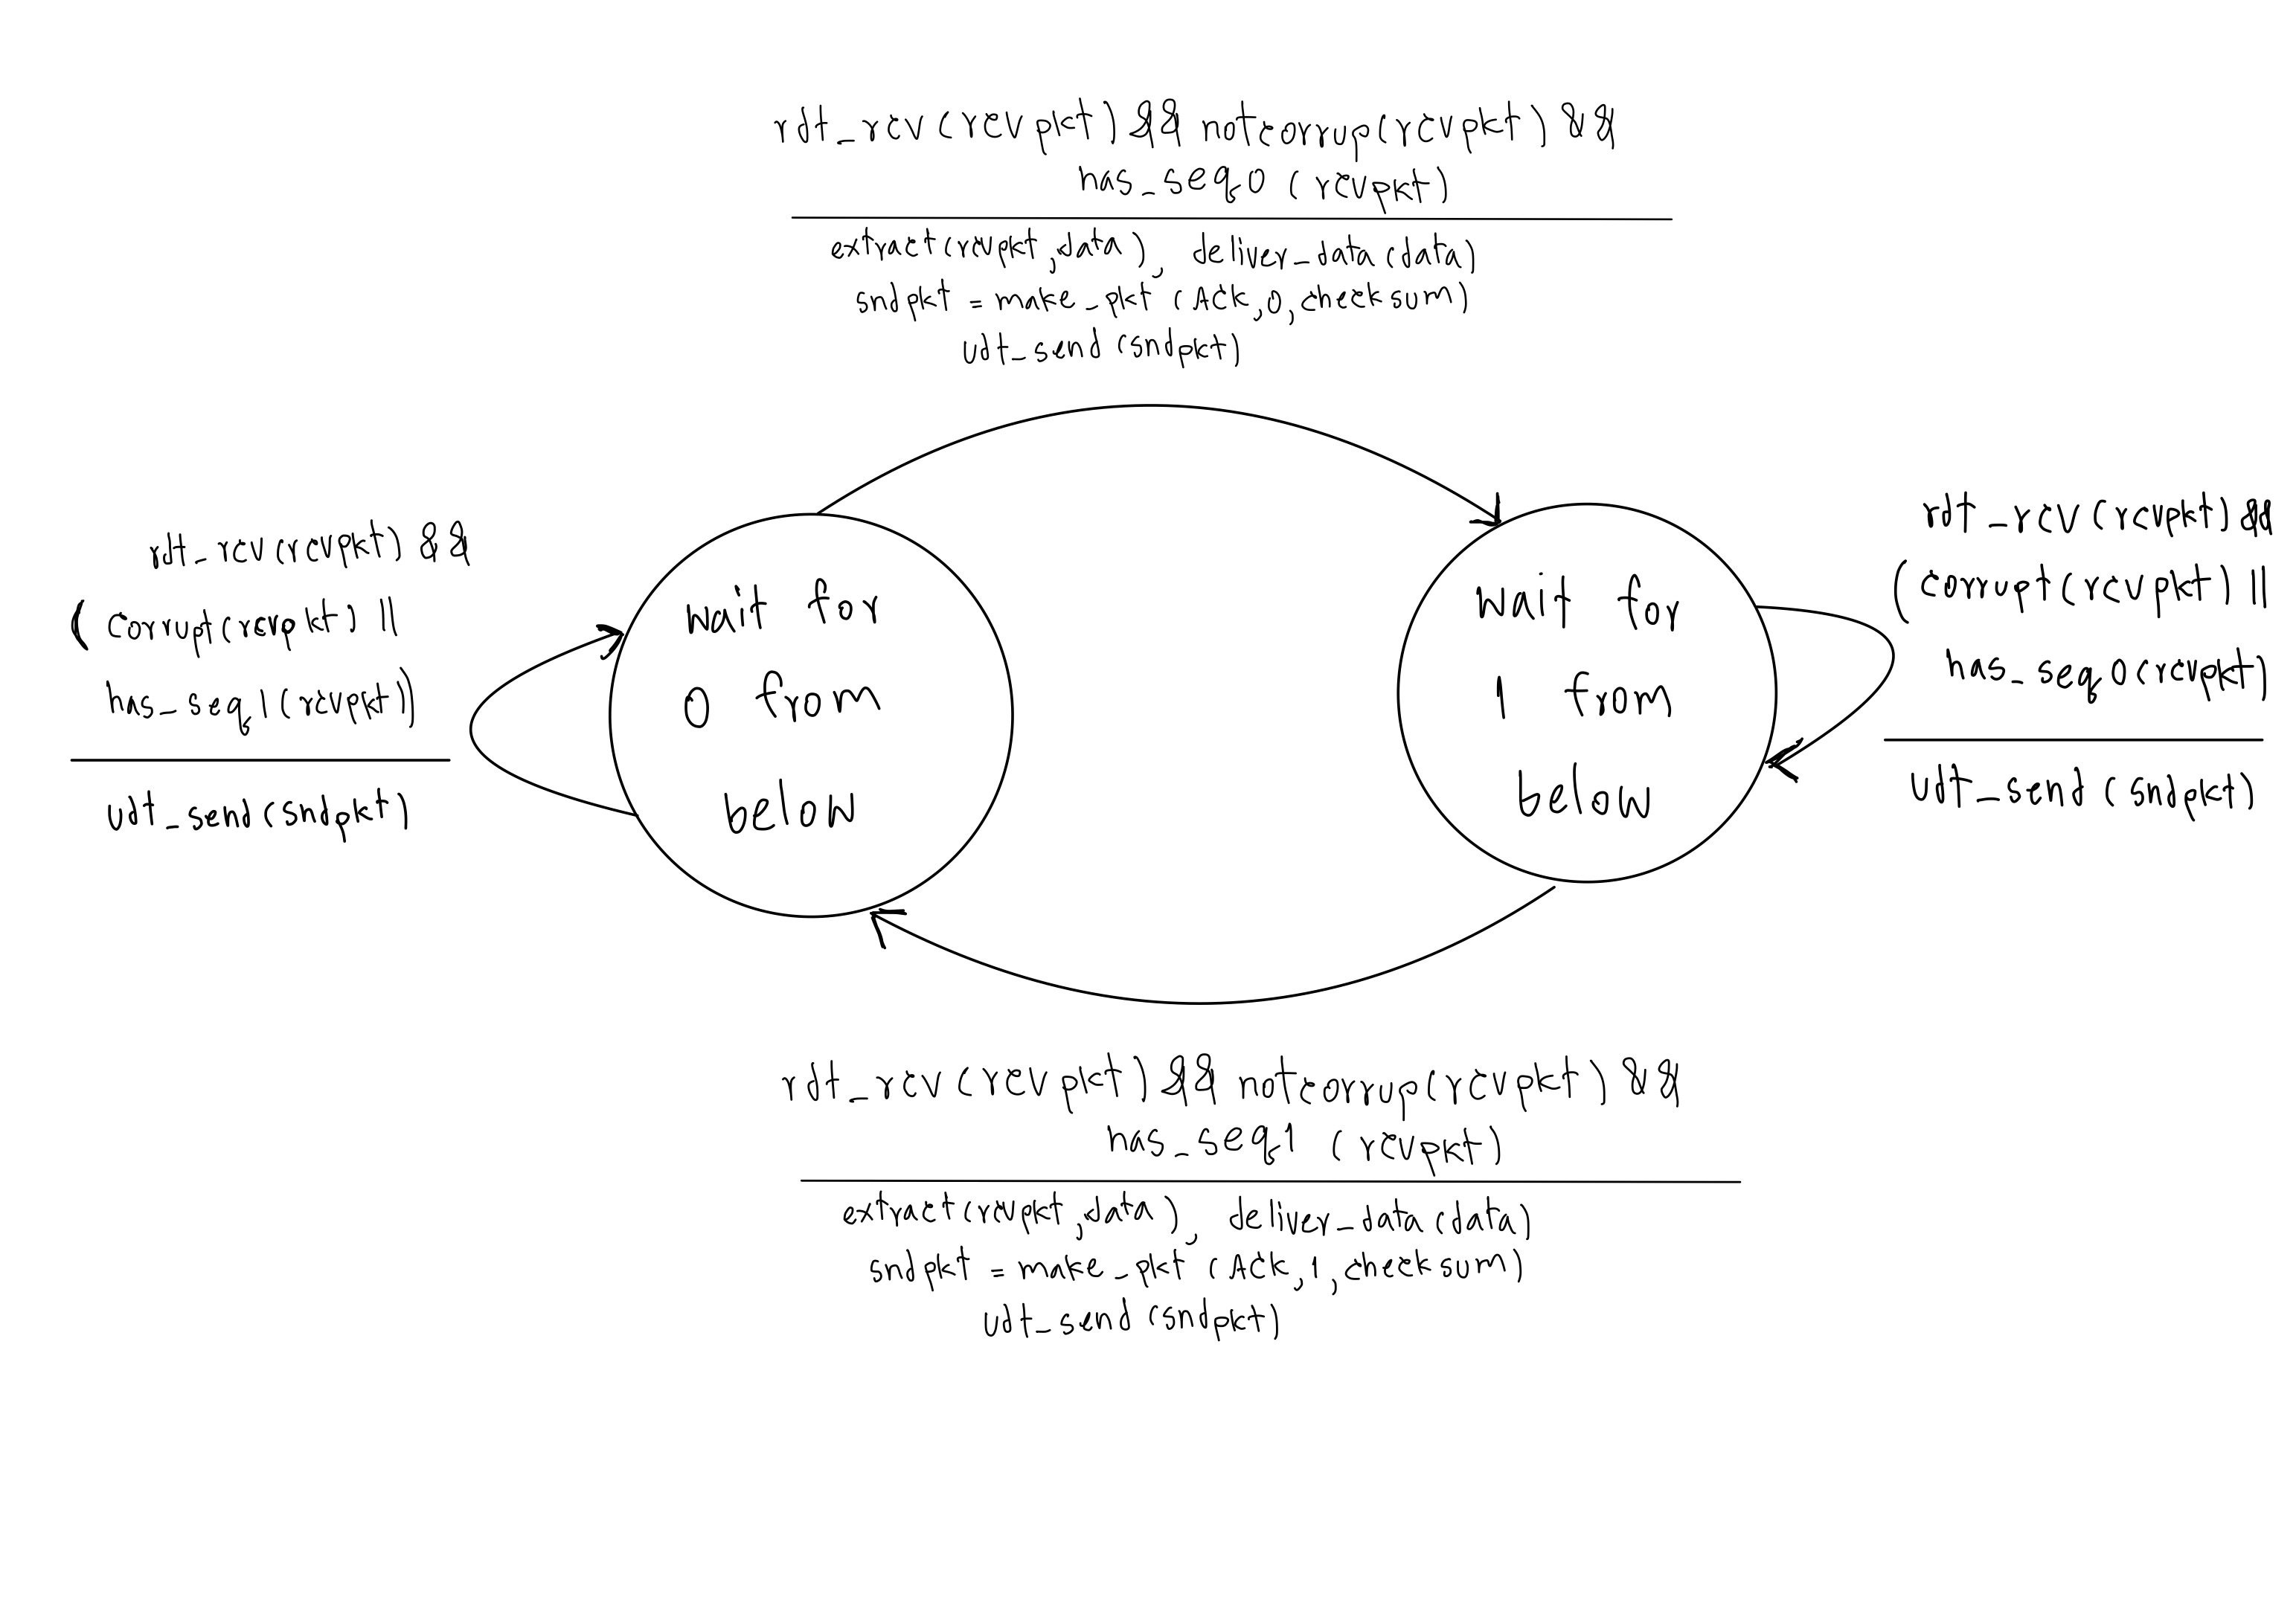 rdt_rcv (rcvpkt) && notcorrup(rcvpkt) &&
has_seq0 (rcvpkt)
extract(rcvpkt,data), deliver_data(data)
sndpkt = make_pkt (Ack,0,checksum)
udt_send (sndpkt)
rdt_rcv(rcvpkt) &&
(corrupt(rcvpkt) ||
has_seq1(rcvpkt))
udt_send(sndpkt)
wait for
0 from
below
wait for
1 from
below
rdt_rcv(rcvpkt) &&
(corrupt(rcvpkt) ||
has_seq0(rcvpkt)
udt_send (sndpkt)
rdt_rcv (rcvpkt) && notcorrup(rcvpkt) &&
has_seq1 (rcvpkt)
extract(rcvpkt,data), deliver_data(data)
sndpkt = make_pkt (Ack,1,checksum)
udt_send (sndpkt)